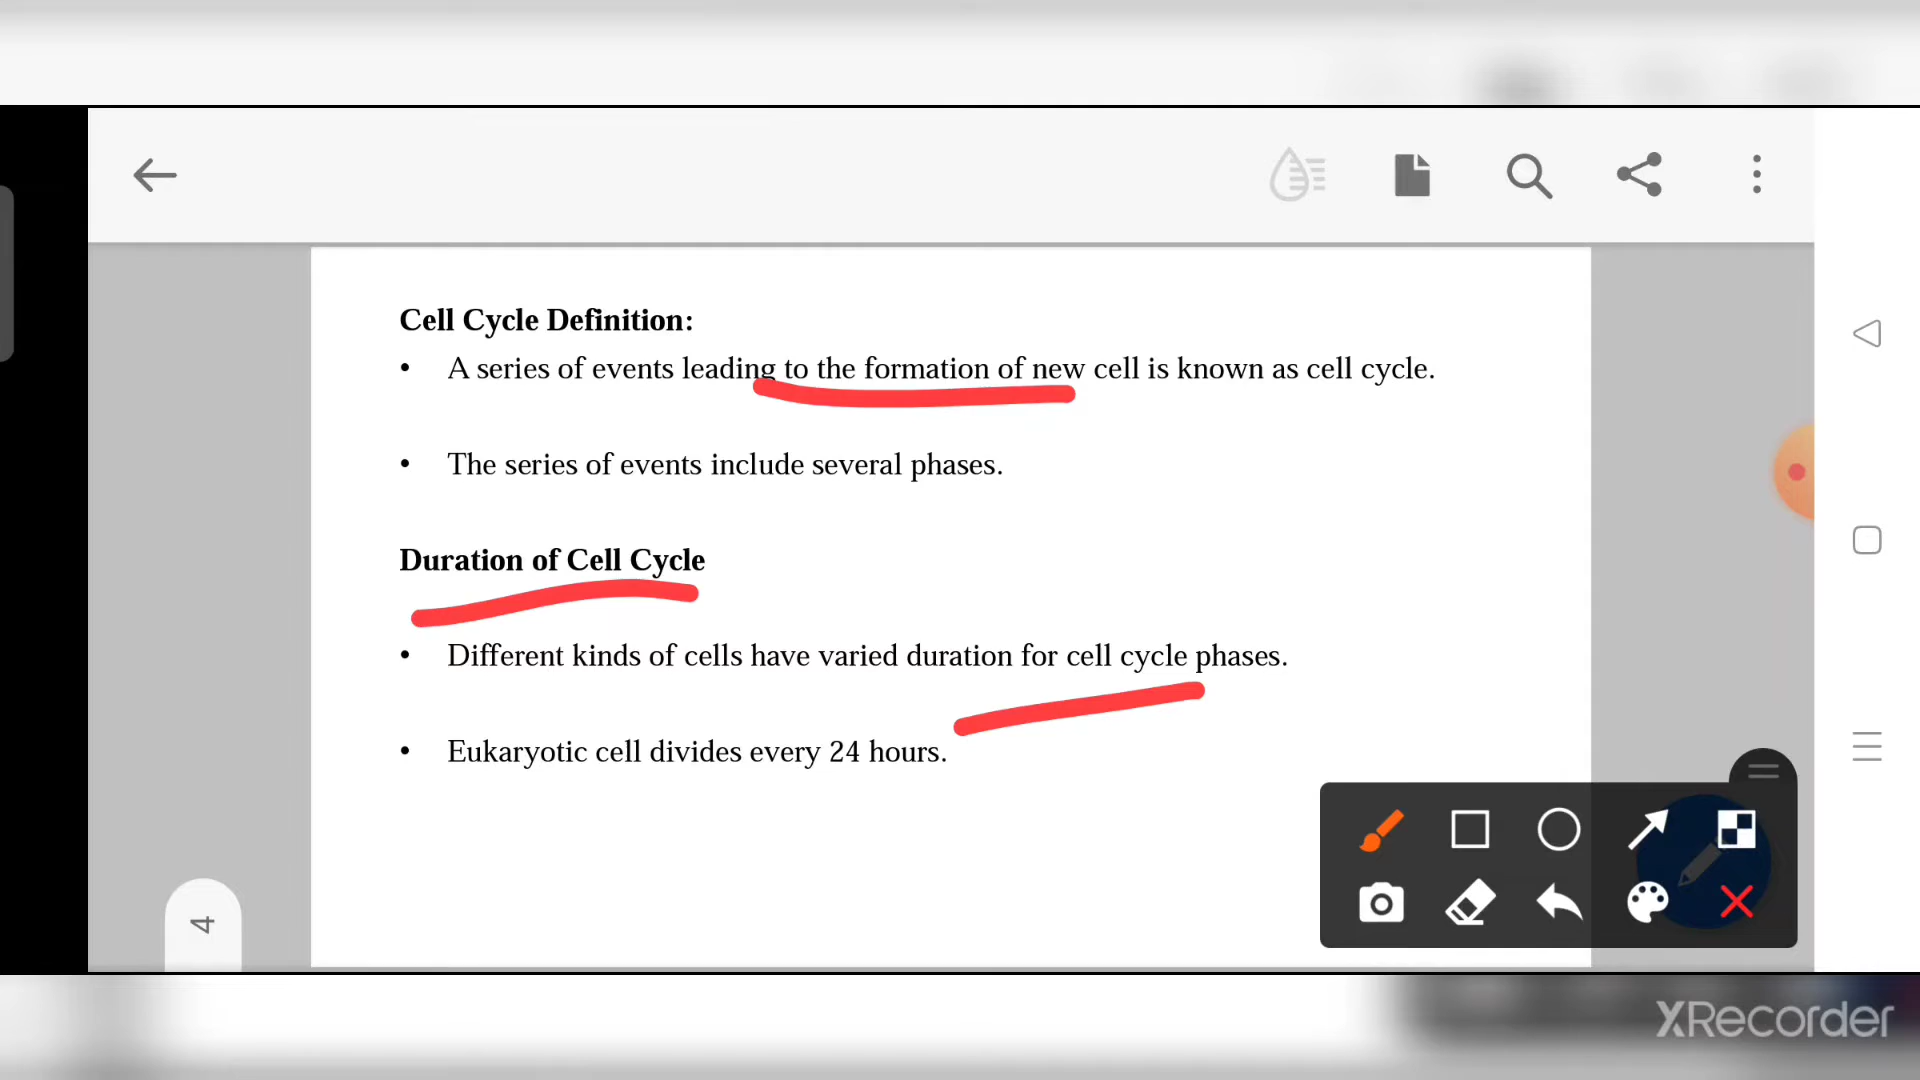 Cell Cycle Definition:
• A series of events leading to the formation of new cell is known as cell cycle.
• The series of events include several phases.
Duration of Cell Cycle
• Different kinds of cells have varied duration for cell cycle phases.
• Eukaryotic cell divides every 24 hours.
4
XRecorder